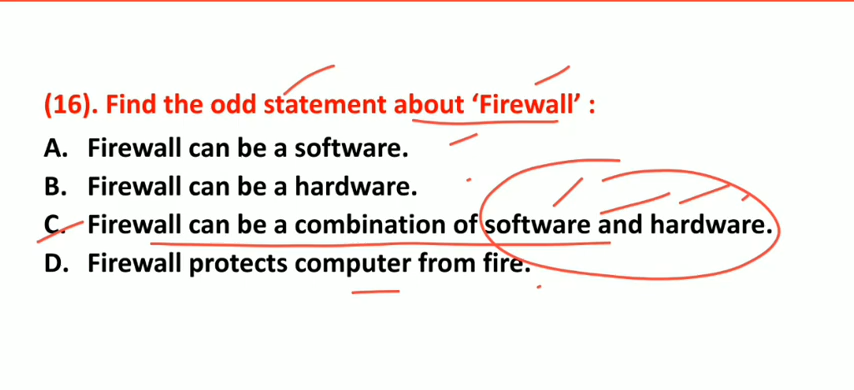 (16). Find the odd statement about ‘Firewall’ :
A. Firewall can be a software.
B. Firewall can be a hardware.
C. Firewall can be a combination of software and hardware.
D. Firewall protects computer from fire.